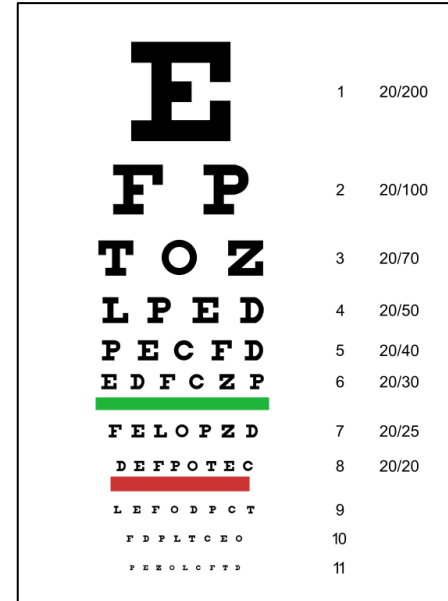 E 1 20/200
F P 2 20/100
T O Z 3 20/70
L P E D 4 20/50
P E C F D 5 20/40
E D F C Z P 6 20/30
F E L O P Z D 7 20/25
D E F P O T E C 8 20/20
L E F O D P C T 9
F D P L T C E O 10
P E Z O L C F T D 11